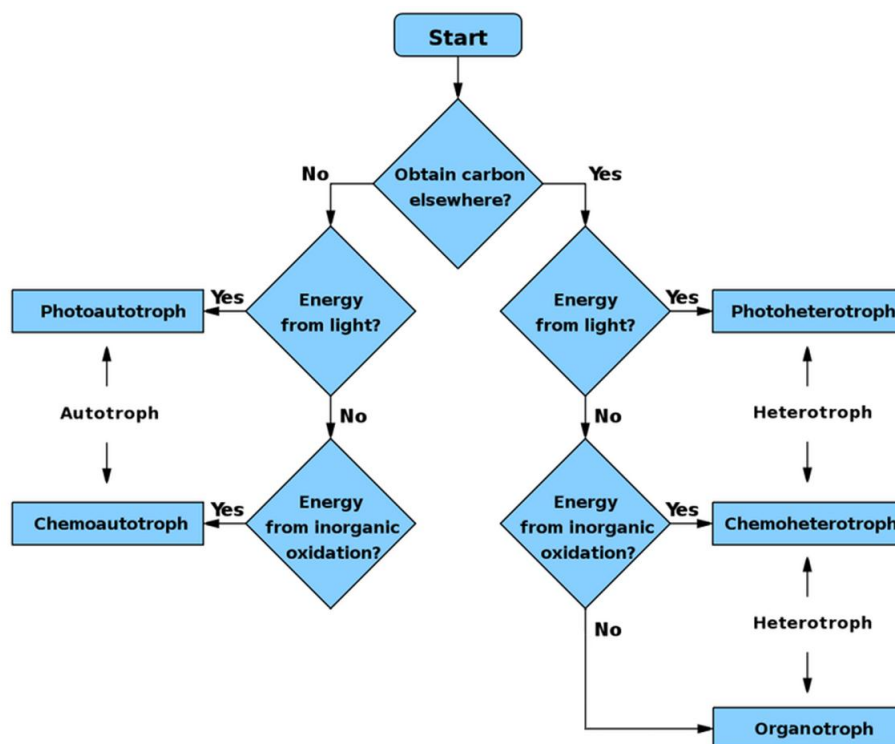 Start
Obtain carbon
elsewhere?
No
Yes
Energy
from light?
Energy
from light?
Yes
Yes
Photoautotroph
Photoheterotroph
Autotroph
Heterotroph
No
No
Energy
from inorganic
oxidation?
Energy
from inorganic
oxidation?
Yes
Yes
Chemoautotroph
Chemoheterotroph
Heterotroph
No
Organotroph